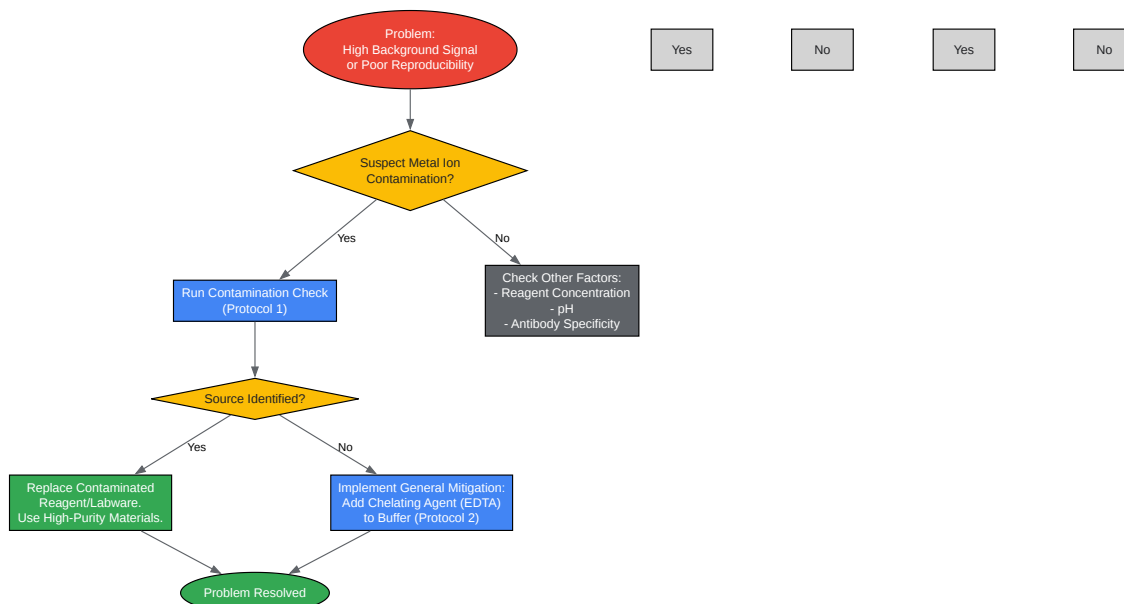 Problem:
High Background Signal
or Poor Reproducibility
Yes
No
Yes
No
Suspect Metal Ion
Contamination?
Yes
No
Run Contamination Check
(Protocol 1)
Check Other Factors:
- Reagent Concentration
- pH
- Antibody Specificity
Source Identified?
Yes
No
Replace Contaminated
Reagent/Labware.
Use High-Purity Materials.
Implement General Mitigation:
Add Chelating Agent (EDTA)
to Buffer (Protocol 2)
Problem Resolved